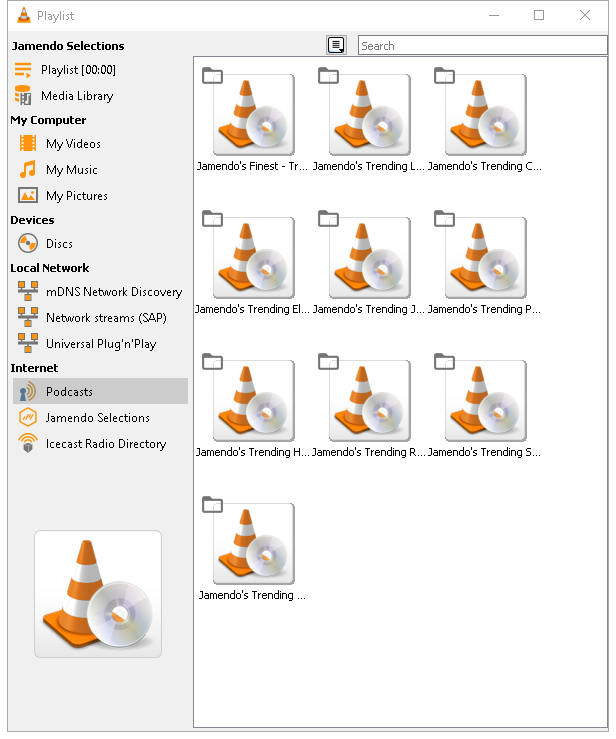 Playlist
Jamendo Selections
Search
Playlist [00:00]
Media Library
My Computer
My Videos
My Music
My Pictures
Devices
Discs
Local Network
mDNS Network Discovery
Network streams (SAP)
Universal Plug'n'Play
Internet
Podcasts
Jamendo Selections
Icecast Radio Directory
Jamendo's Finest - Tr...
Jamendo's Trending L...
Jamendo's Trending C...
Jamendo's Trending El...
Jamendo's Trending J...
Jamendo's Trending P...
Jamendo's Trending H...
Jamendo's Trending R...
Jamendo's Trending S...
Jamendo's Trending ...